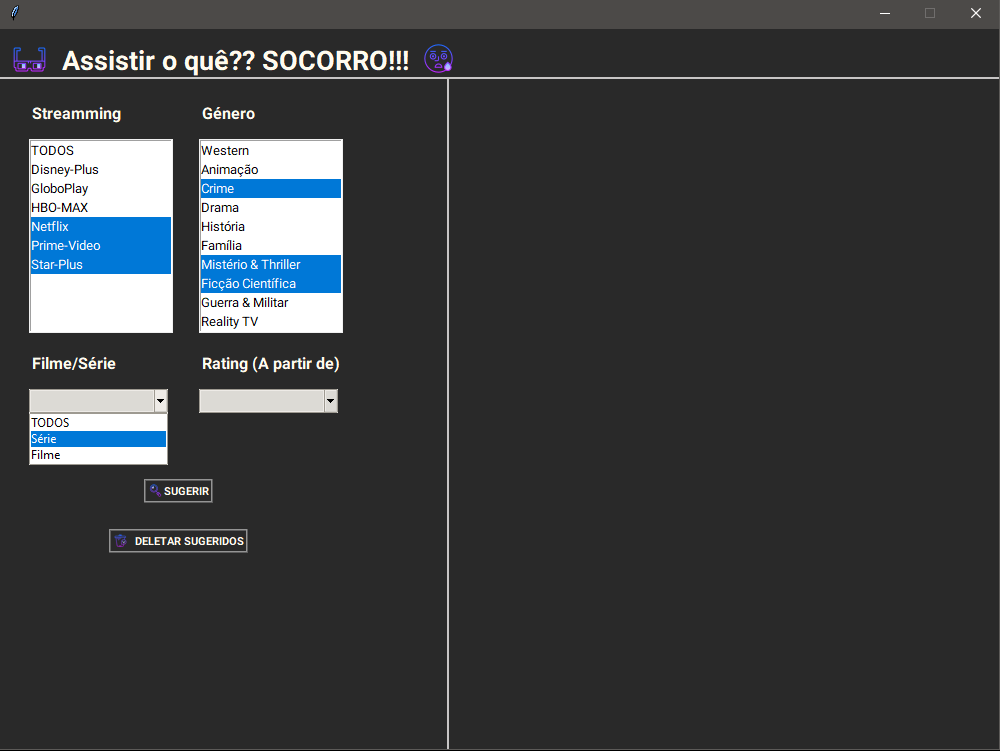 Assistir o quê?? SOCORRO!!!
Streamming
Género
TODOS
Disney-Plus
GloboPlay
HBO-MAX
Netflix
Prime-Video
Star-Plus
Western
Animação
Crime
Drama
História
Família
Mistério & Thriller
Ficção Científica
Guerra & Militar
Reality TV
Filme/Série
Rating (A partir de)
TODOS
Série
Filme
SUGERIR
DELETAR SUGERIDOS